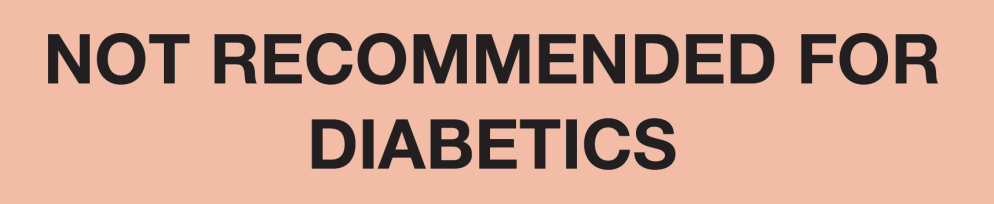 NOT RECOMMENDED FOR
DIABETICS